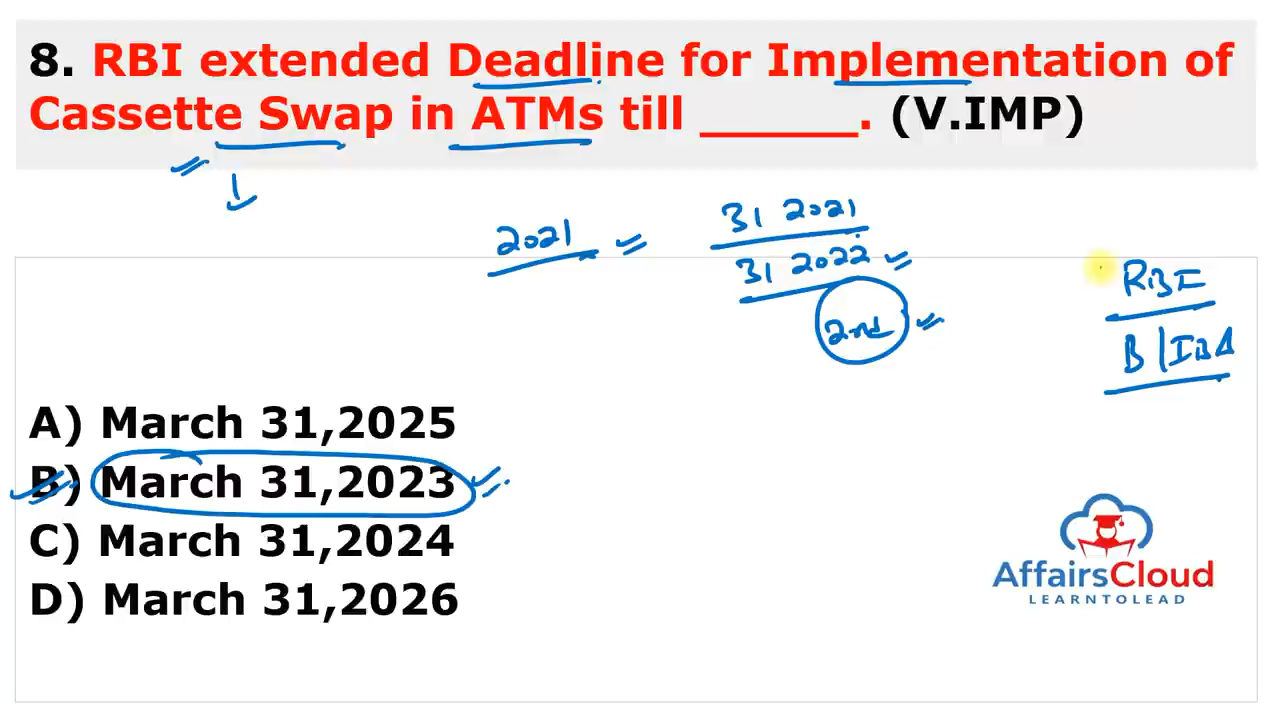 8. RBI extended Deadline for Implementation of
Cassette Swap in ATMs till ______. (V.IMP)
2021
31 2021
31 2022
2nd
RBI
B/IBA
A) March 31,2025
B) March 31,2023
C) March 31,2024
D) March 31,2026
AffairsCloud
LEARNTOLEAD